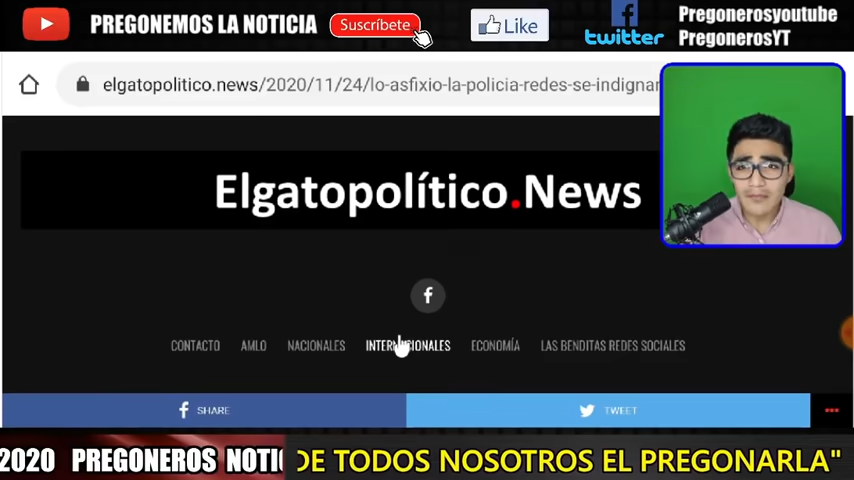 PREGONEMOS LA NOTICIA
Suscríbete
Like
twitter
Pregonerosyoutube
PregonerosYT
elgatopolitico.news/2020/11/24/lo-asfixio-la-policia-redes-se-indignar
Elgatopolítico.News
CONTACTO AMLO NACIONALES INTERNACIONALES ECONOMÍA LAS BENDITAS REDES SOCIALES
SHARE
TWEET
2020 PREGONEROS NOTIC DE TODOS NOSOTROS EL PREGONARLA"